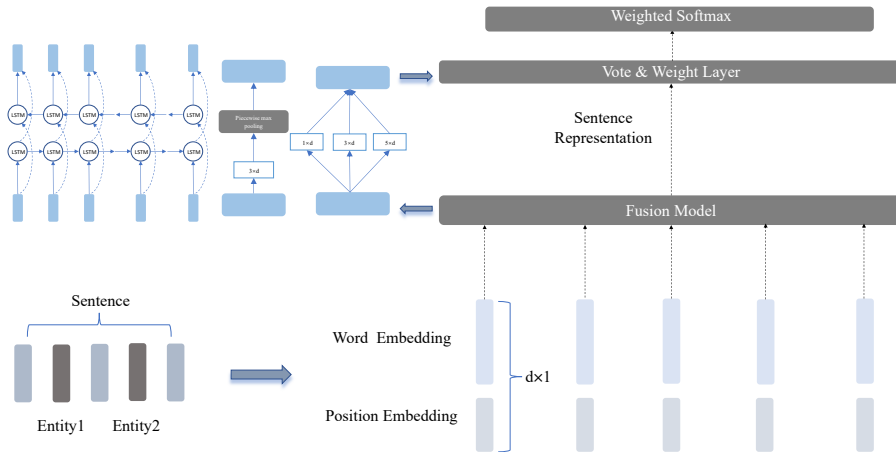 Weighted Softmax
Vote & Weight Layer
Sentence
Representation
Fusion Model
LSTM LSTM LSTM LSTM LSTM
LSTM LSTM LSTM LSTM LSTM
Piecewise max
pooling
3×d
1×d 3×d 5×d
Sentence
Entity1 Entity2
Word Embedding
d×1
Position Embedding